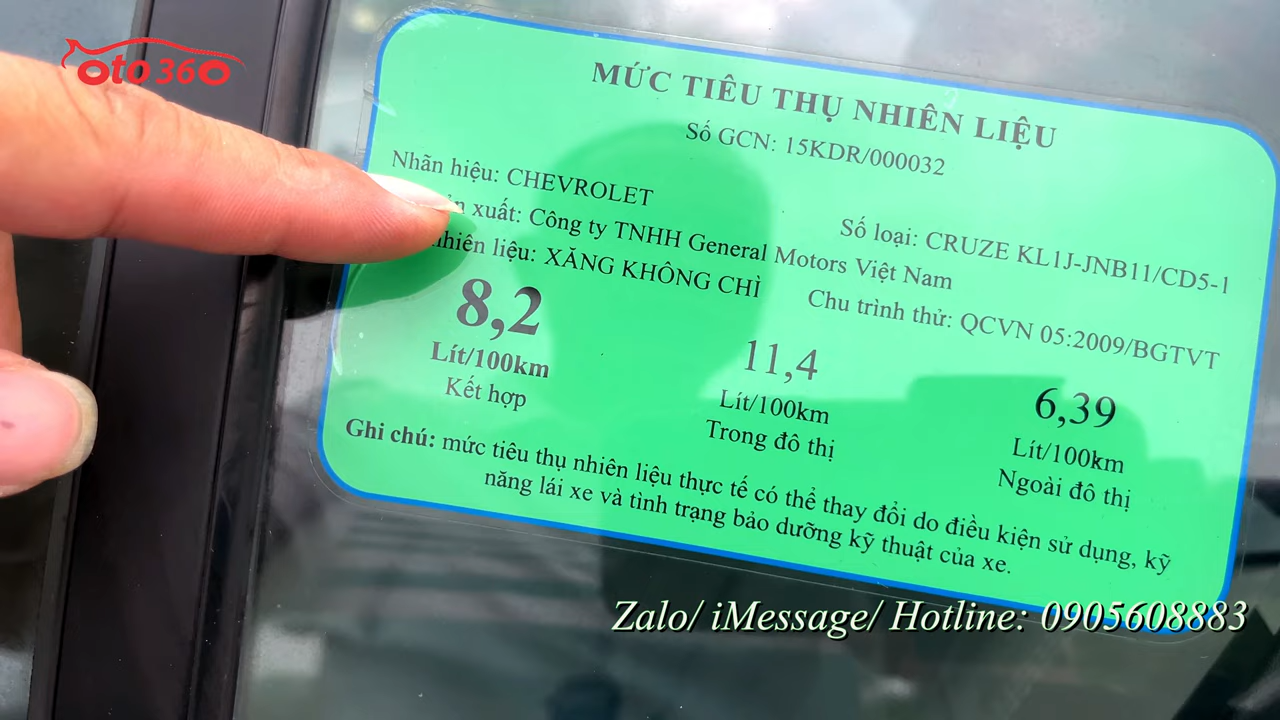 oto 360
MỨC TIÊU THỤ NHIÊN LIỆU
Số GCN: 15KDR/000032
Nhãn hiệu: CHEVROLET
Số loại: CRUZE KL1J-JNB11/CD5-1
xuất: Công ty TNHH General Motors Việt Nam
nhiên liệu: XĂNG KHÔNG CHÌ
Chu trình thử: QCVN 05:2009/BGTVT
8,2
Lít/100km
Kết hợp
11,4
Lít/100km
Trong đô thị
6,39
Lít/100km
Ngoài đô thị
Ghi chú: mức tiêu thụ nhiên liệu thực tế có thể thay đổi do điều kiện sử dụng, kỹ
năng lái xe và tình trạng bảo dưỡng kỹ thuật của xe.
Zalo/ iMessage/ Hotline: 0905608883